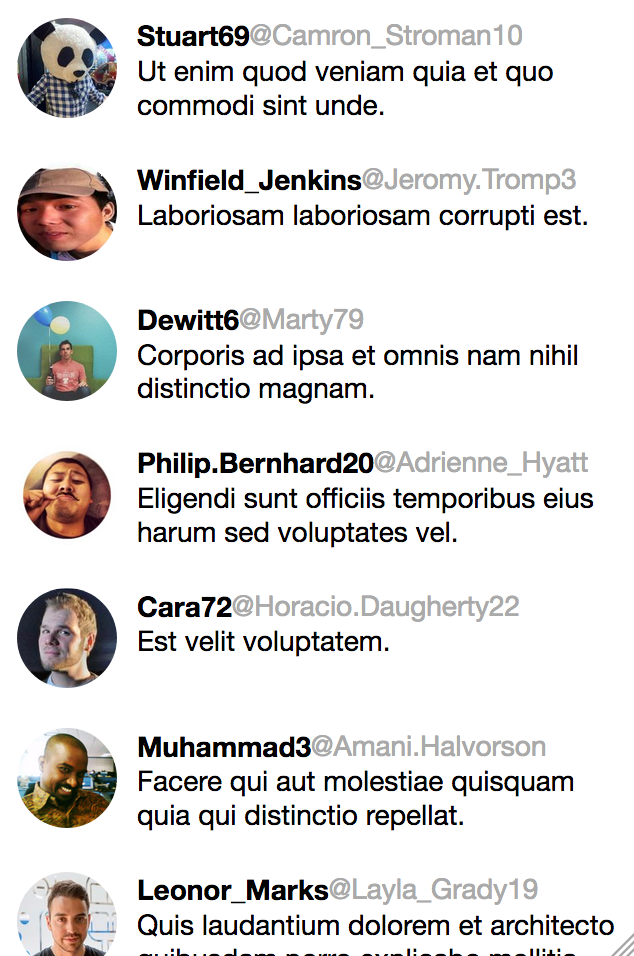 Stuart69@Camron_Stroman10
Ut enim quod veniam quia et quo
commodi sint unde.
Winfield_Jenkins@Jeromy.Tromp3
Laboriosam laboriosam corrupti est.
Dewitt6@Marty79
Corporis ad ipsa et omnis nam nihil
distinctio magnam.
Philip.Bernhard20@Adrienne_Hyatt
Eligendi sunt officiis temporibus eius
harum sed voluptates vel.
Cara72@Horacio.Daugherty22
Est velit voluptatem.
Muhammad3@Amani.Halvorson
Facere qui aut molestiae quisquam
quia qui distinctio repellat.
Leonor_Marks@Layla_Grady19
Quis laudantium dolorem et architecto